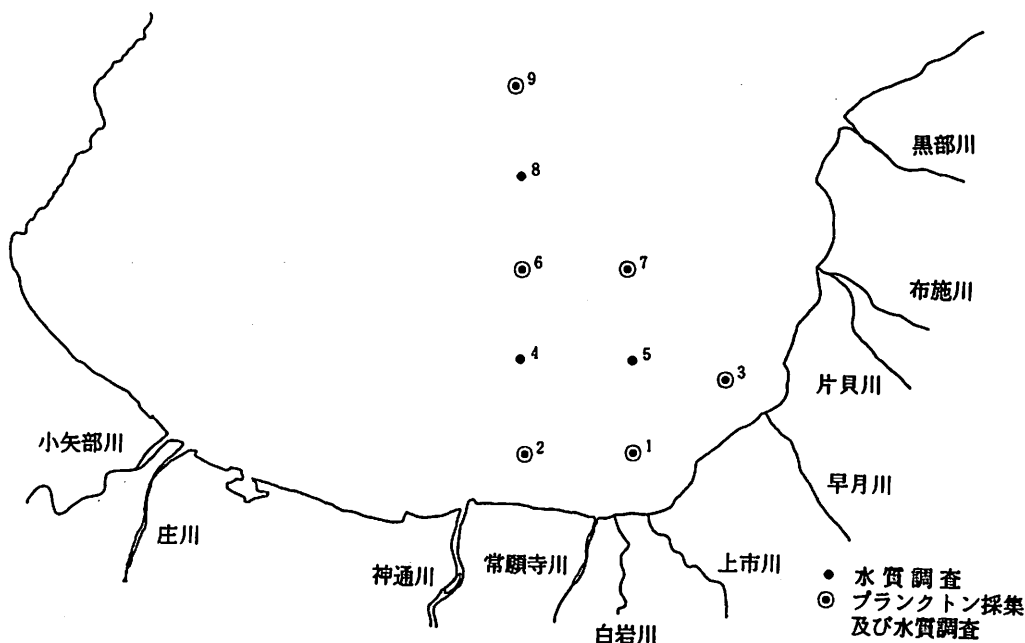 9
黒部川
8
6
7
布施川
4
5
3
片貝川
小矢部川
2
1
早月川
庄川
神通川
常願寺川
上市川
白岩川
● 水質調査
◉ プランクトン採集
及び水質調査